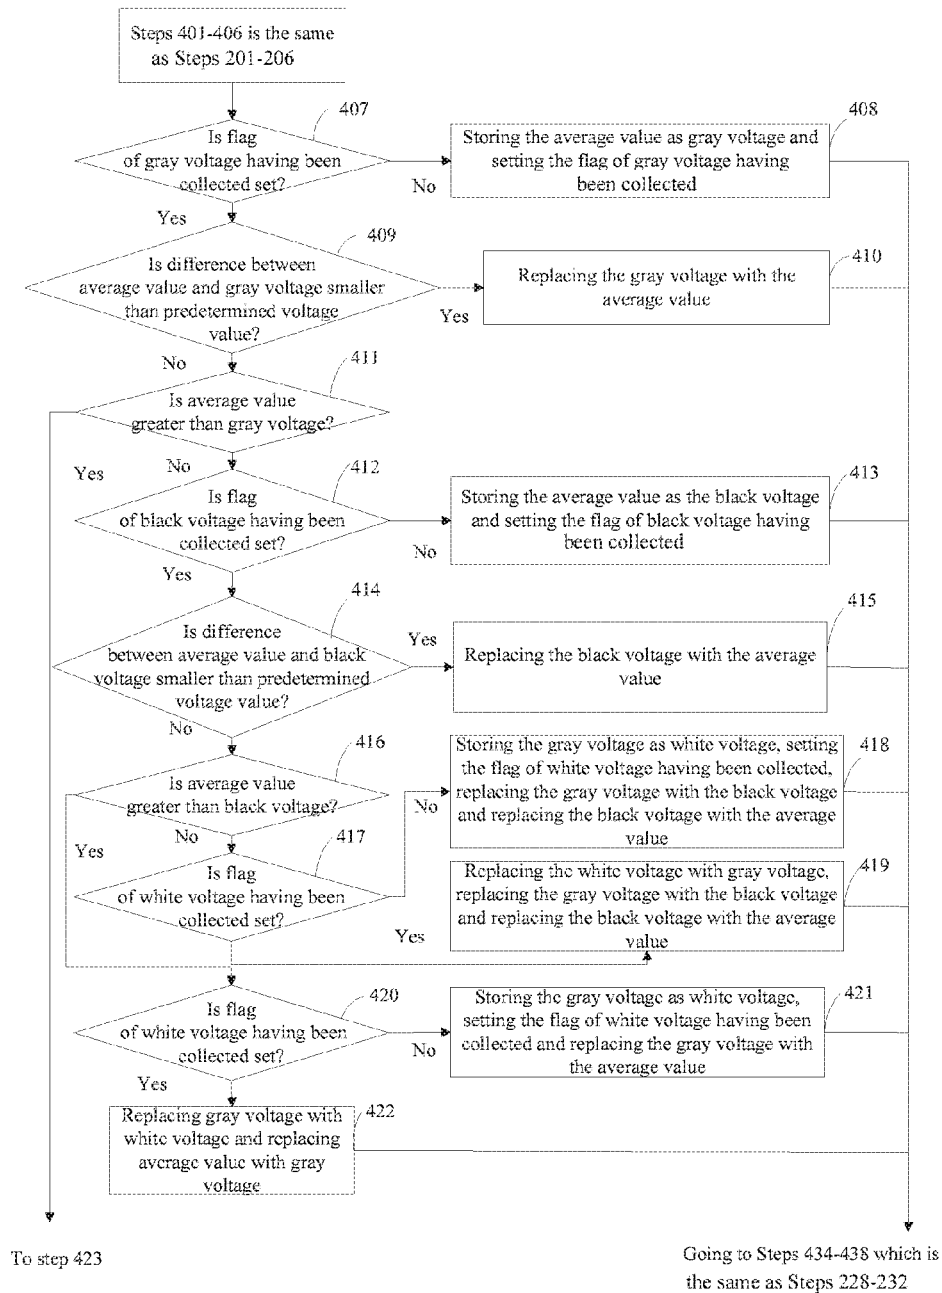 Steps 401-406 is the same
as Steps 201-206
407
Is flag
of gray voltage having been
collected set?
No
Yes
408
Storing the average value as gray voltage and
setting the flag of gray voltage having
been collected
409
Is difference between
average value and gray voltage smaller
than predetermined voltage
value?
Yes
No
410
Replacing the gray voltage with the
average value
411
Is average value
greater than gray voltage?
Yes
No
412
Is flag
of black voltage having been
collected set?
No
Yes
413
Storing the average value as the black voltage
and setting the flag of black voltage having
been collected
414
Is difference
between average value and black
voltage smaller than predetermined
voltage value?
Yes
No
415
Replacing the black voltage with the average
value
416
Is average value
greater than black voltage?
Yes
No
417
Is flag
of white voltage having been
collected set?
No
Yes
418
Storing the gray voltage as white voltage, setting
the flag of white voltage having been collected,
replacing the gray voltage with the black voltage
and replacing the black voltage with the average
value
419
Replacing the white voltage with gray voltage,
replacing the gray voltage with the black voltage
and replacing the black voltage with the average
value
420
Is flag
of white voltage having been
collected set?
No
Yes
421
Storing the gray voltage as white voltage,
setting the flag of white voltage having been
collected and replacing the gray voltage with
the average value
422
Replacing gray voltage with
white voltage and replacing
average value with gray
voltage
To step 423
Going to Steps 434-438 which is
the same as Steps 228-232